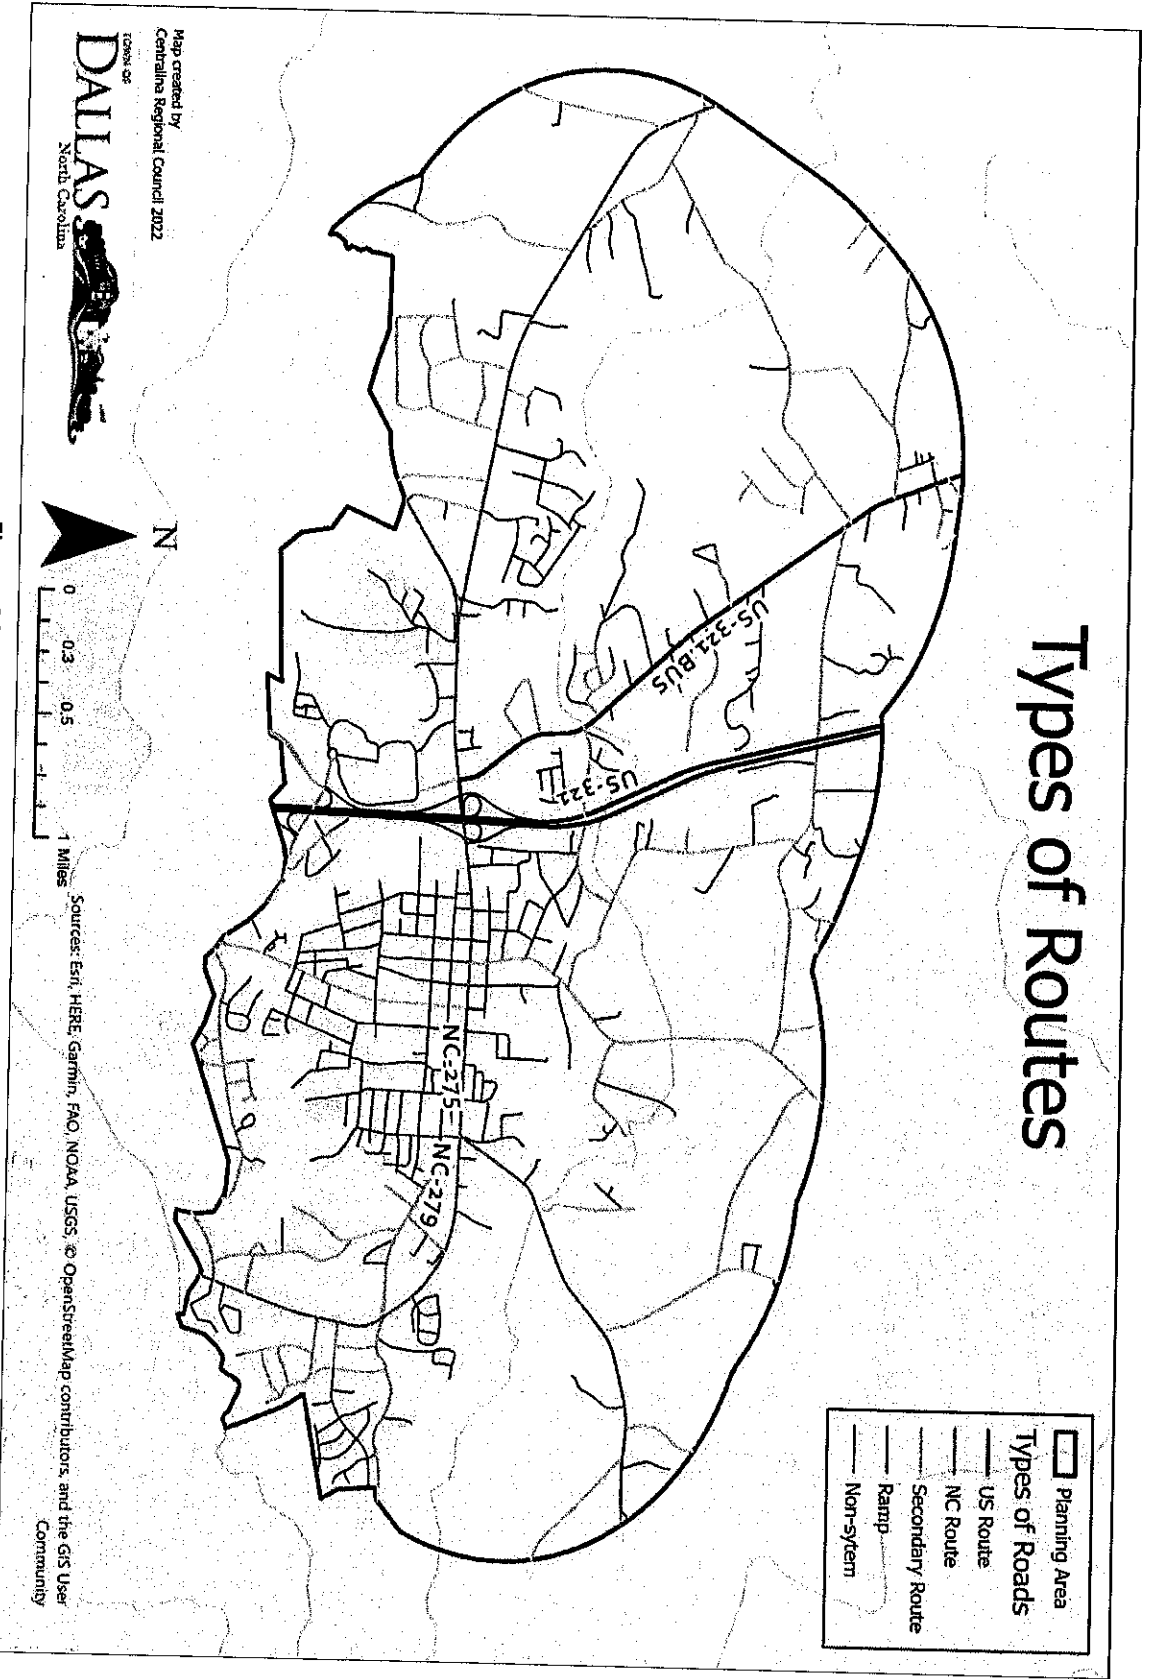 Types of Routes
Planning Area
Types of Roads
US Route
NC Route
Secondary Route
Ramp
Non-sytem
US-321 BUS
US-321
NC-275
NC-279
Map created by
Centralina Regional Council 2022
TOWN OF
DALLAS
North Carolina
N
0 0.3 0.5 1 Miles
Sources: Esri, HERE, Garmin, FAO, NOAA, USGS, © OpenStreetMap contributors, and the GIS User
Community